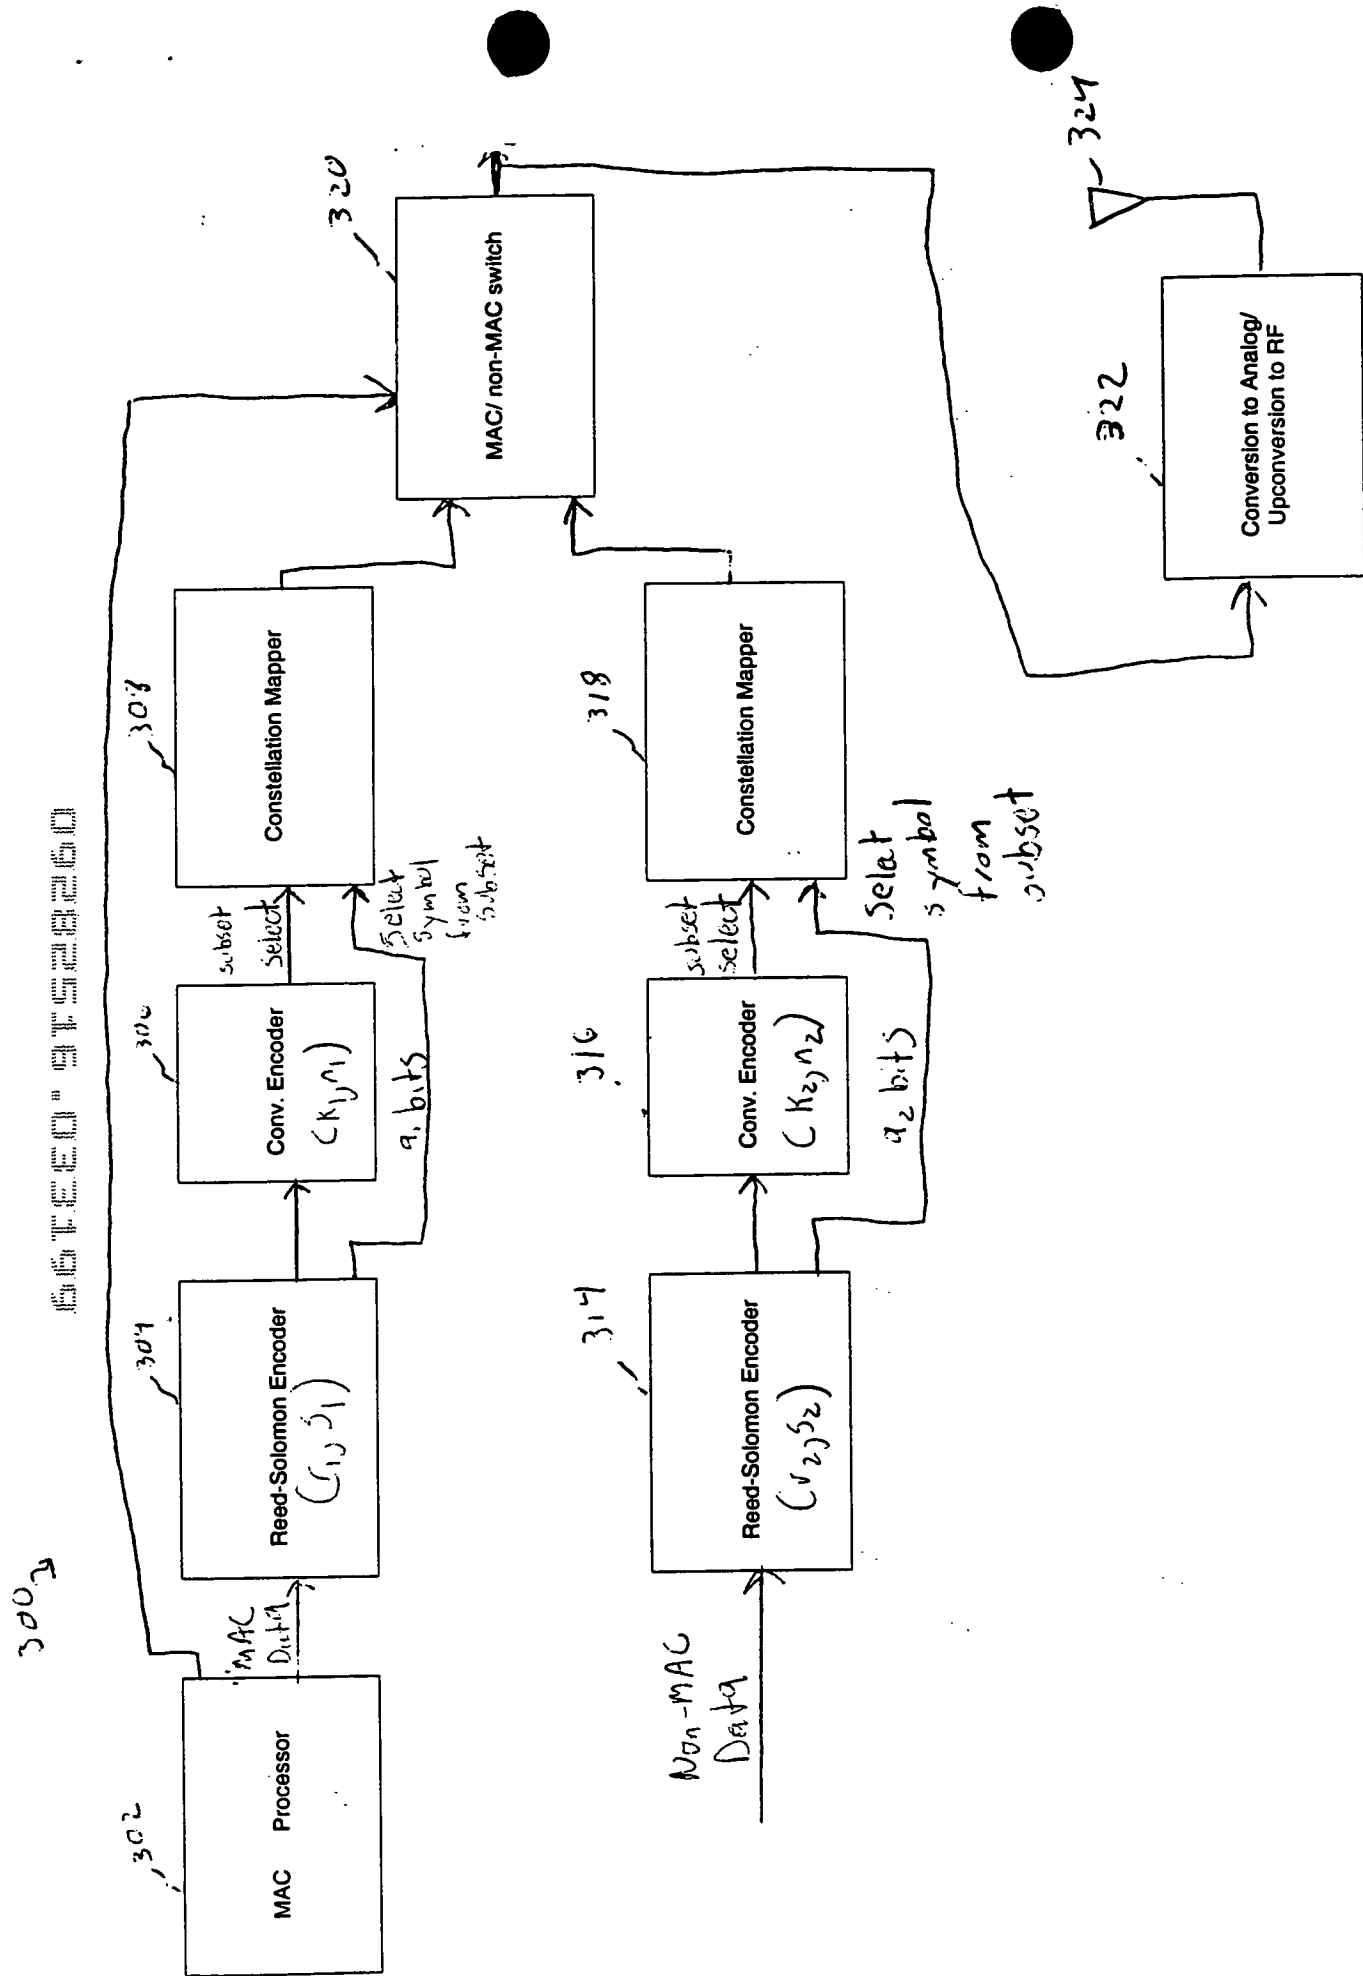 300
302
MAC Processor
MAC
Data
304
Reed-Solomon Encoder
(r1, s1)
306
Conv. Encoder
(k1, n1)
a1 bits
subset
select
Select
symbol
from
subset
308
Constellation Mapper
320
MAC/ non-MAC switch
Non-MAC
Data
314
Reed-Solomon Encoder
(r2, s2)
316
Conv. Encoder
(k2, n2)
a2 bits
subset
select
Selat
symbol
from
subset
318
Constellation Mapper
322
Conversion to Analog/
Upconversion to RF
324
09282516.033199